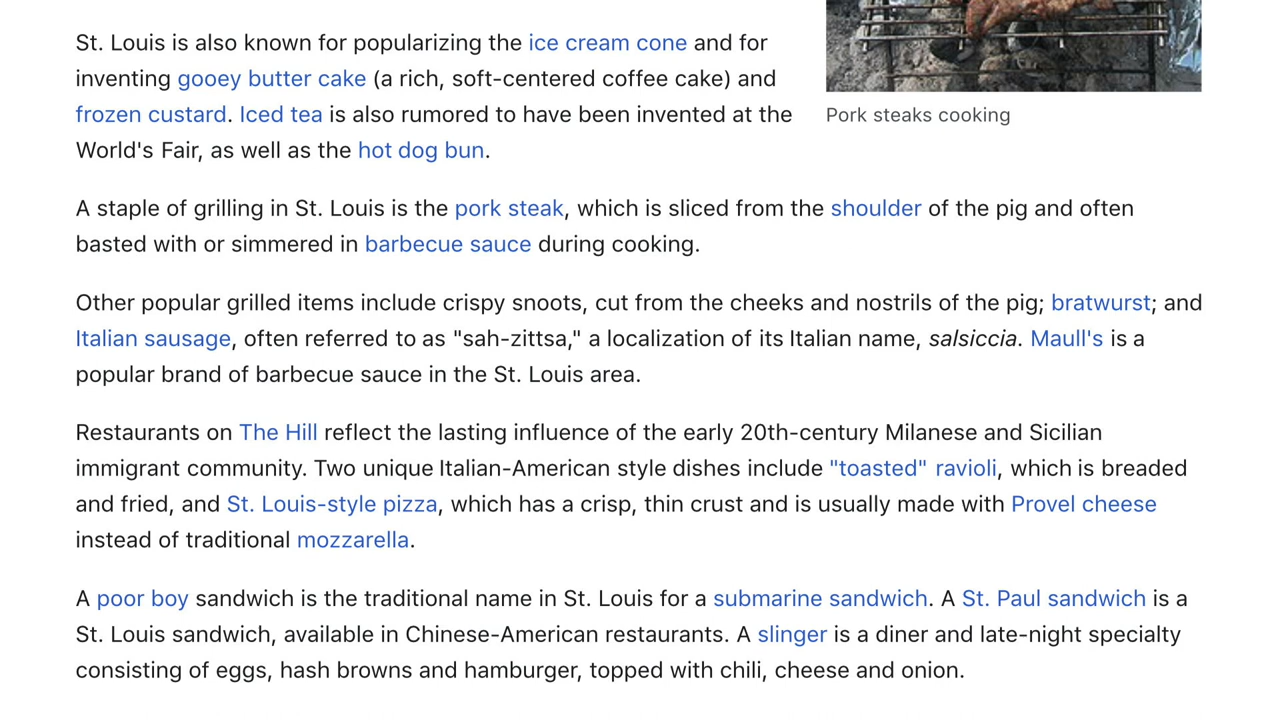 St. Louis is also known for popularizing the ice cream cone and for
inventing gooey butter cake (a rich, soft-centered coffee cake) and
frozen custard. Iced tea is also rumored to have been invented at the
World's Fair, as well as the hot dog bun.
Pork steaks cooking
A staple of grilling in St. Louis is the pork steak, which is sliced from the shoulder of the pig and often
basted with or simmered in barbecue sauce during cooking.
Other popular grilled items include crispy snoots, cut from the cheeks and nostrils of the pig; bratwurst; and
Italian sausage, often referred to as "sah-zittsa," a localization of its Italian name, salsiccia. Maull's is a
popular brand of barbecue sauce in the St. Louis area.
Restaurants on The Hill reflect the lasting influence of the early 20th-century Milanese and Sicilian
immigrant community. Two unique Italian-American style dishes include "toasted" ravioli, which is breaded
and fried, and St. Louis-style pizza, which has a crisp, thin crust and is usually made with Provel cheese
instead of traditional mozzarella.
A poor boy sandwich is the traditional name in St. Louis for a submarine sandwich. A St. Paul sandwich is a
St. Louis sandwich, available in Chinese-American restaurants. A slinger is a diner and late-night specialty
consisting of eggs, hash browns and hamburger, topped with chili, cheese and onion.